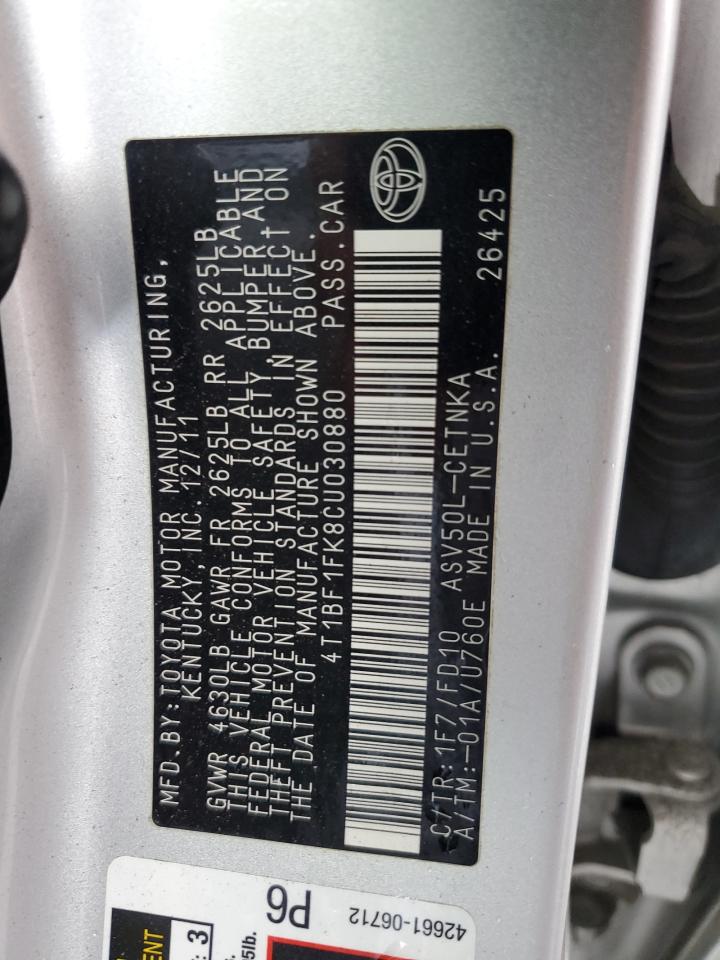 MFD.BY:TOYOTA MOTOR MANUFACTURING,
KENTUCKY,INC 12/11
GVWR 4630LB GAWR FR 2625LB RR 2625LB
THIS VEHICLE CONFORMS TO ALL APPLICABLE
FEDERAL MOTOR VEHICLE SAFETY,BUMPER,AND
THEFT PREVENTION STANDARDS IN EFFECT ON
THE DATE OF MANUFACTURE SHOWN ABOVE.
4T1BF1FK8CU030880 PASS.CAR
C/TR:1F7/FD10 ASV50L-CETNKA
A/TM:-01A/U760E MADE IN U.S.A. 26425
P6
42661-06712
3
5lb.